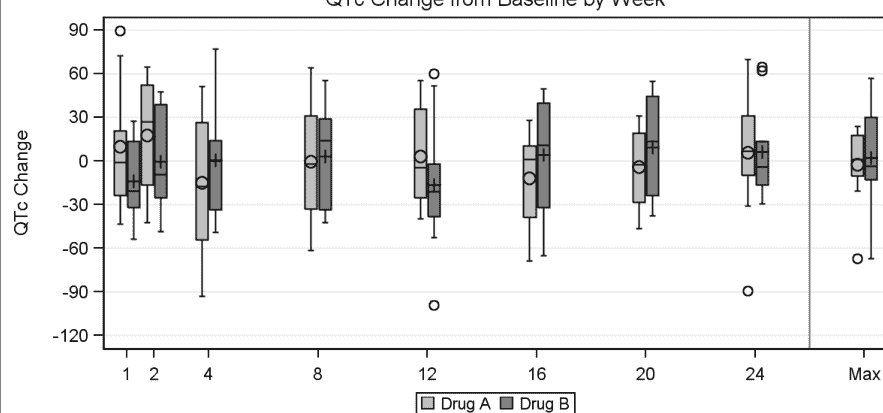 QTc Change from Baseline by Week
90
60
30
0
-30
-60
-90
-120
QTc Change
1 2 4 8 12 16 20 24 Max
Drug A Drug B